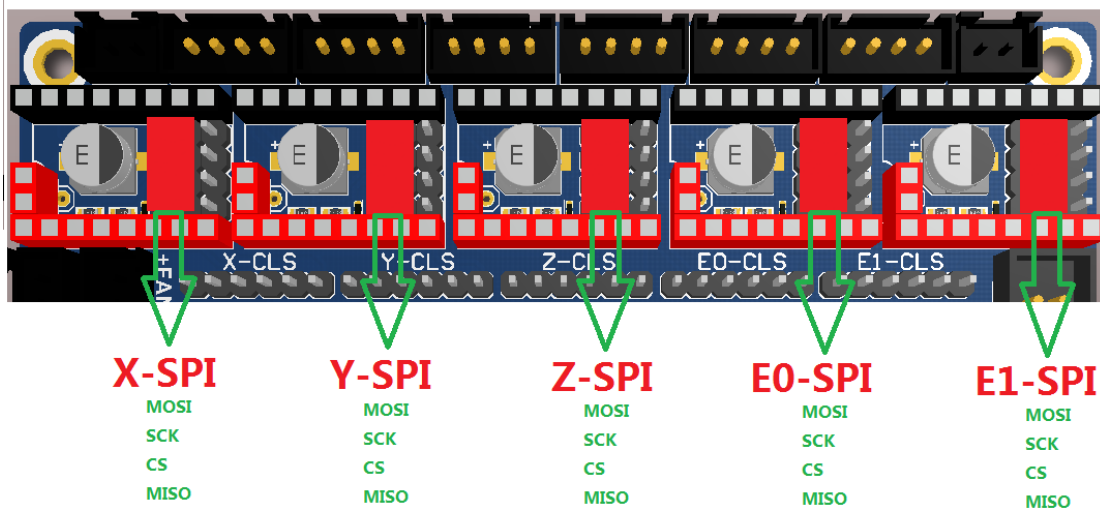 E E E E E
+ + + + +
X-CLS Y-CLS Z-CLS E0-CLS E1-CLS
+FAN
X-SPI Y-SPI Z-SPI E0-SPI E1-SPI
MOSI MOSI MOSI MOSI MOSI
SCK SCK SCK SCK SCK
CS CS CS CS CS
MISO MISO MISO MISO MISO